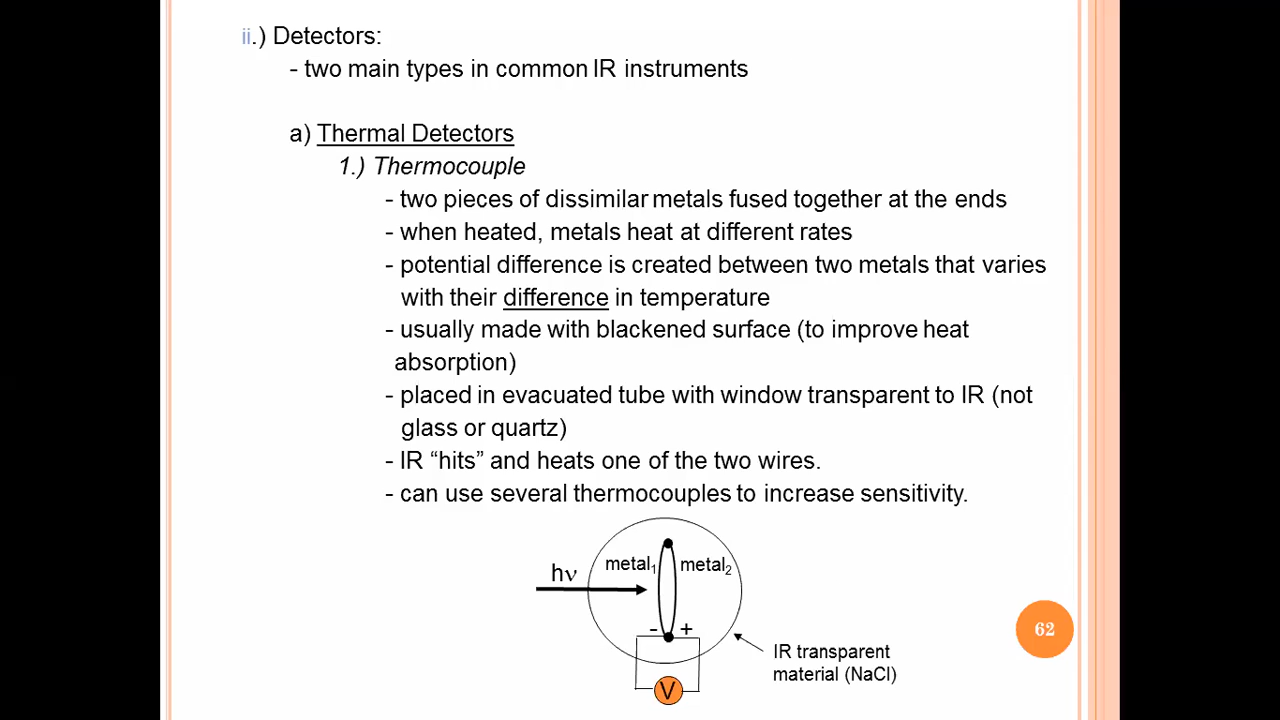 ii.) Detectors:
- two main types in common IR instruments
a) Thermal Detectors
1.) Thermocouple
- two pieces of dissimilar metals fused together at the ends
- when heated, metals heat at different rates
- potential difference is created between two metals that varies
with their difference in temperature
- usually made with blackened surface (to improve heat
absorption)
- placed in evacuated tube with window transparent to IR (not
glass or quartz)
- IR “hits” and heats one of the two wires.
- can use several thermocouples to increase sensitivity.
hν
metal₁ metal₂
- +
V
IR transparent
material (NaCl)
62